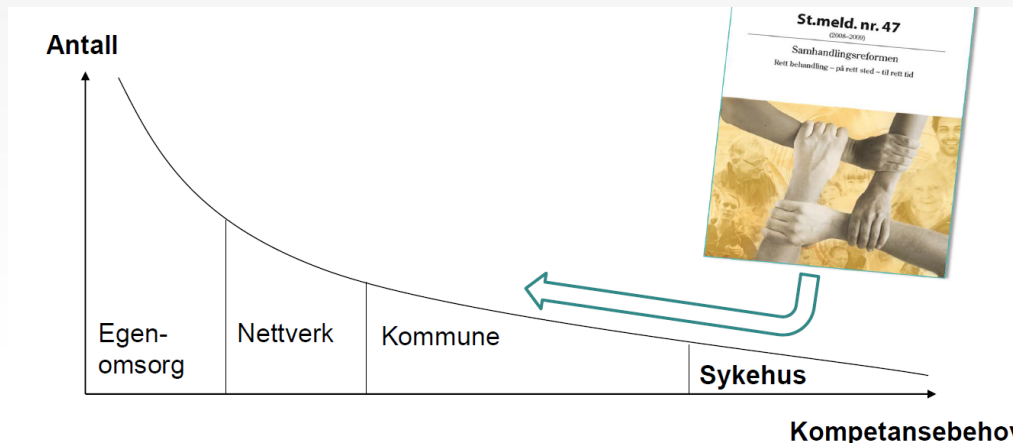 Antall
St.meld. nr. 47
(2008–2009)
Samhandlingsreformen
Rett behandling – på rett sted – til rett tid
Egen-
omsorg
Nettverk
Kommune
Sykehus
Kompetansebehov